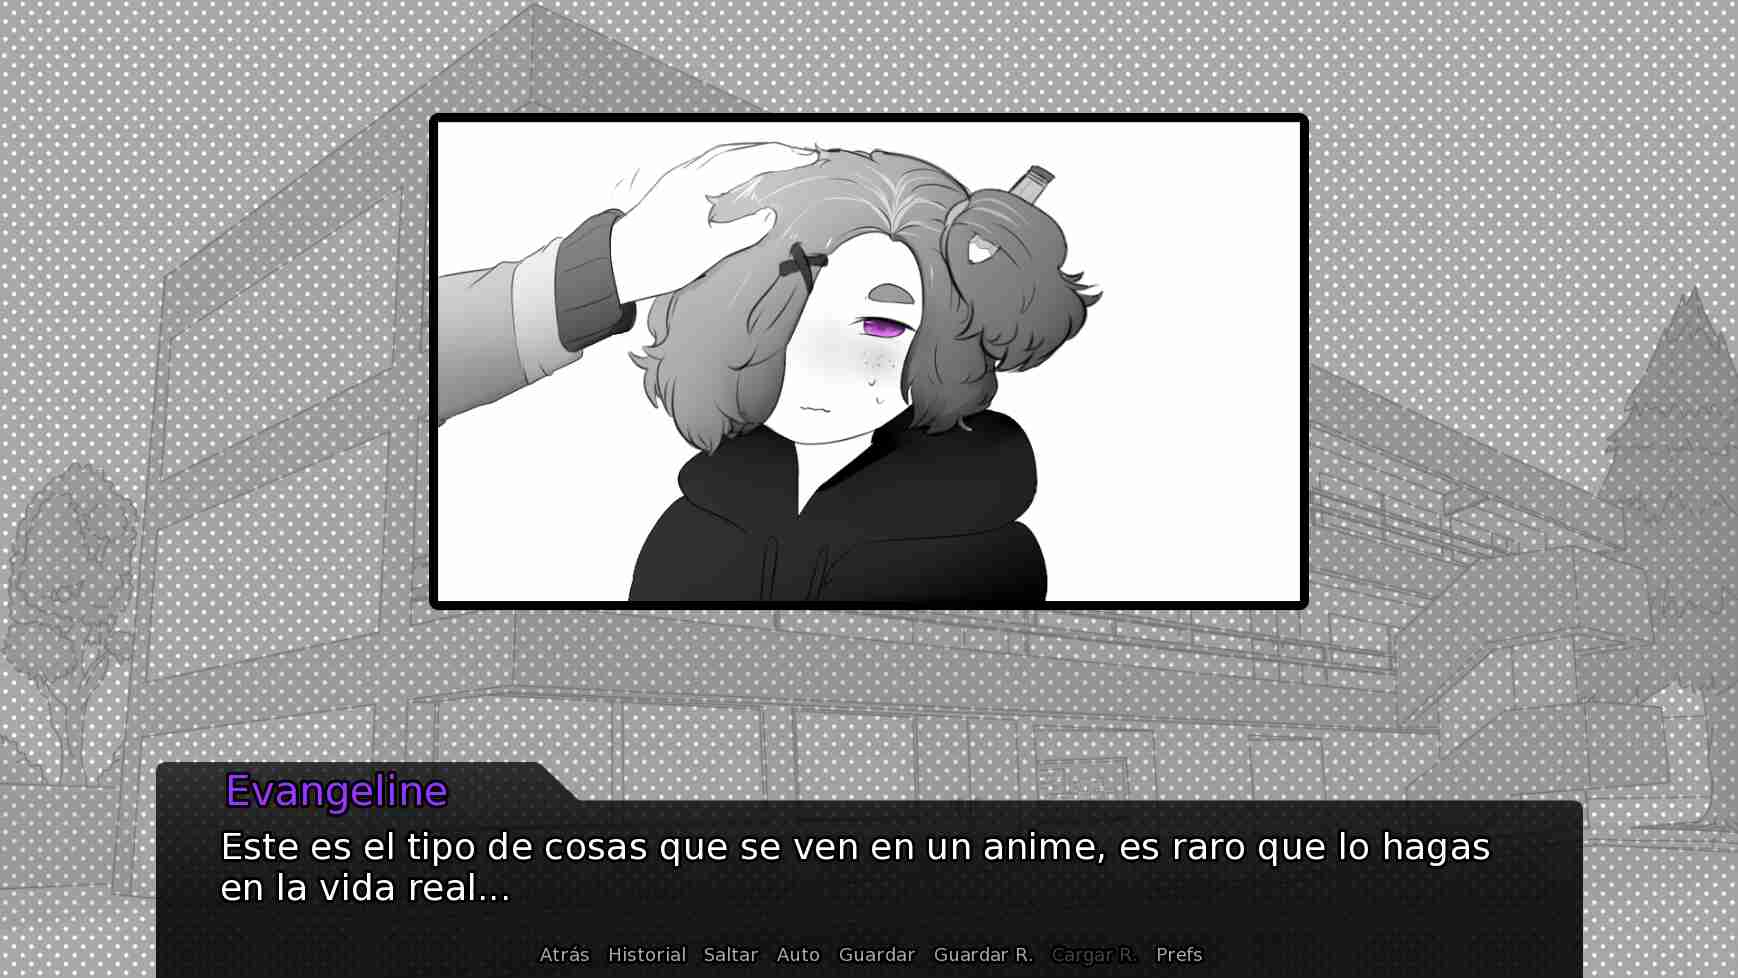 Evangeline
Este es el tipo de cosas que se ven en un anime, es raro que lo hagas
en la vida real...
Atrás Historial Saltar Auto Guardar Guardar R. Cargar R. Prefs